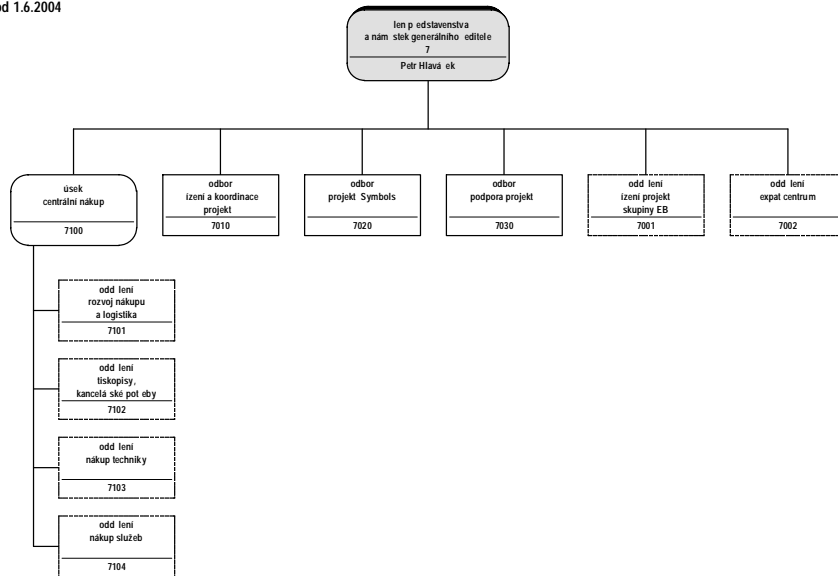 od 1.6.2004
len p edstavenstva
a nám stek generálního editele
7
Petr Hlavá ek
úsek
centrální nákup
7100
odbor
ízení a koordinace
projekt
7010
odbor
projekt Symbols
7020
odbor
podpora projekt
7030
odd lení
ízení projekt
skupiny EB
7001
odd lení
expat centrum
7002
odd lení
rozvoj nákupu
a logistika
7101
odd lení
tiskopisy,
kancelá ské pot eby
7102
odd lení
nákup techniky
7103
odd lení
nákup služeb
7104